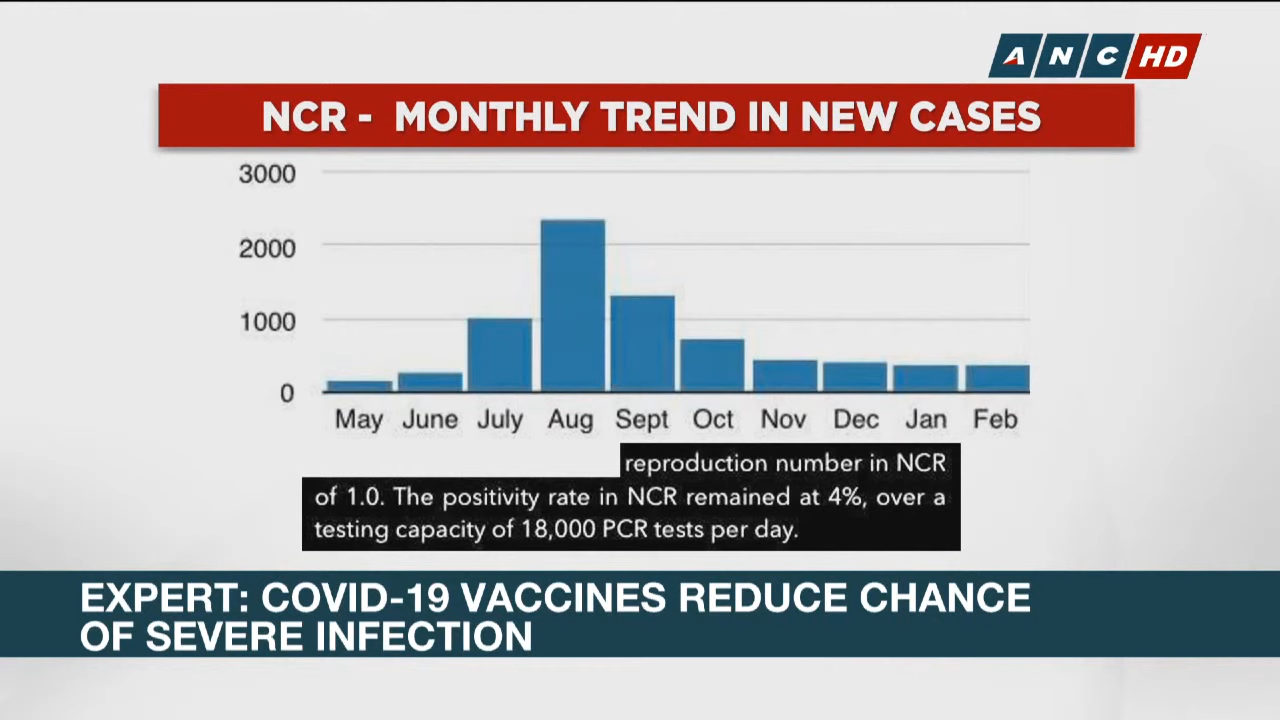 ANC HD
NCR - MONTHLY TREND IN NEW CASES
3000
2000
1000
0
May June July Aug Sept Oct Nov Dec Jan Feb
reproduction number in NCR
of 1.0. The positivity rate in NCR remained at 4%, over a
testing capacity of 18,000 PCR tests per day.
EXPERT: COVID-19 VACCINES REDUCE CHANCE
OF SEVERE INFECTION